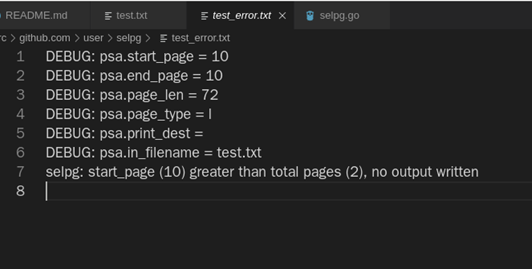 README.md test.txt test_error.txt selpg.go
rc > github.com > user > selpg > test_error.txt
1 DEBUG: psa.start_page = 10
2 DEBUG: psa.end_page = 10
3 DEBUG: psa.page_len = 72
4 DEBUG: psa.page_type = l
5 DEBUG: psa.print_dest =
6 DEBUG: psa.in_filename = test.txt
7 selpg: start_page (10) greater than total pages (2), no output written
8